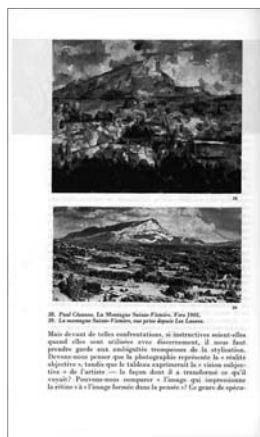 38
39
38. Paul Cézanne, La Montagne Sainte-Victoire. Vers 1905.
39. La montagne Sainte-Victoire, vue prise depuis Les Lauves.
Mais devant de telles confrontations, si instructives soient-elles
quand elles sont utilisées avec discernement, il nous faut
prendre garde aux ambiguïtés trompeuses de la stylisation.
Devons-nous penser que la photographie représente la « réalité
objective », tandis que le tableau exprimerait la « vision subjec-
tive » de l'artiste — la façon dont il a transformé ce qu'il
voyait? Pouvons-nous comparer « l'image qui impressionne
la rétine » à « l'image formée dans la pensée »? Ce genre de spécu-